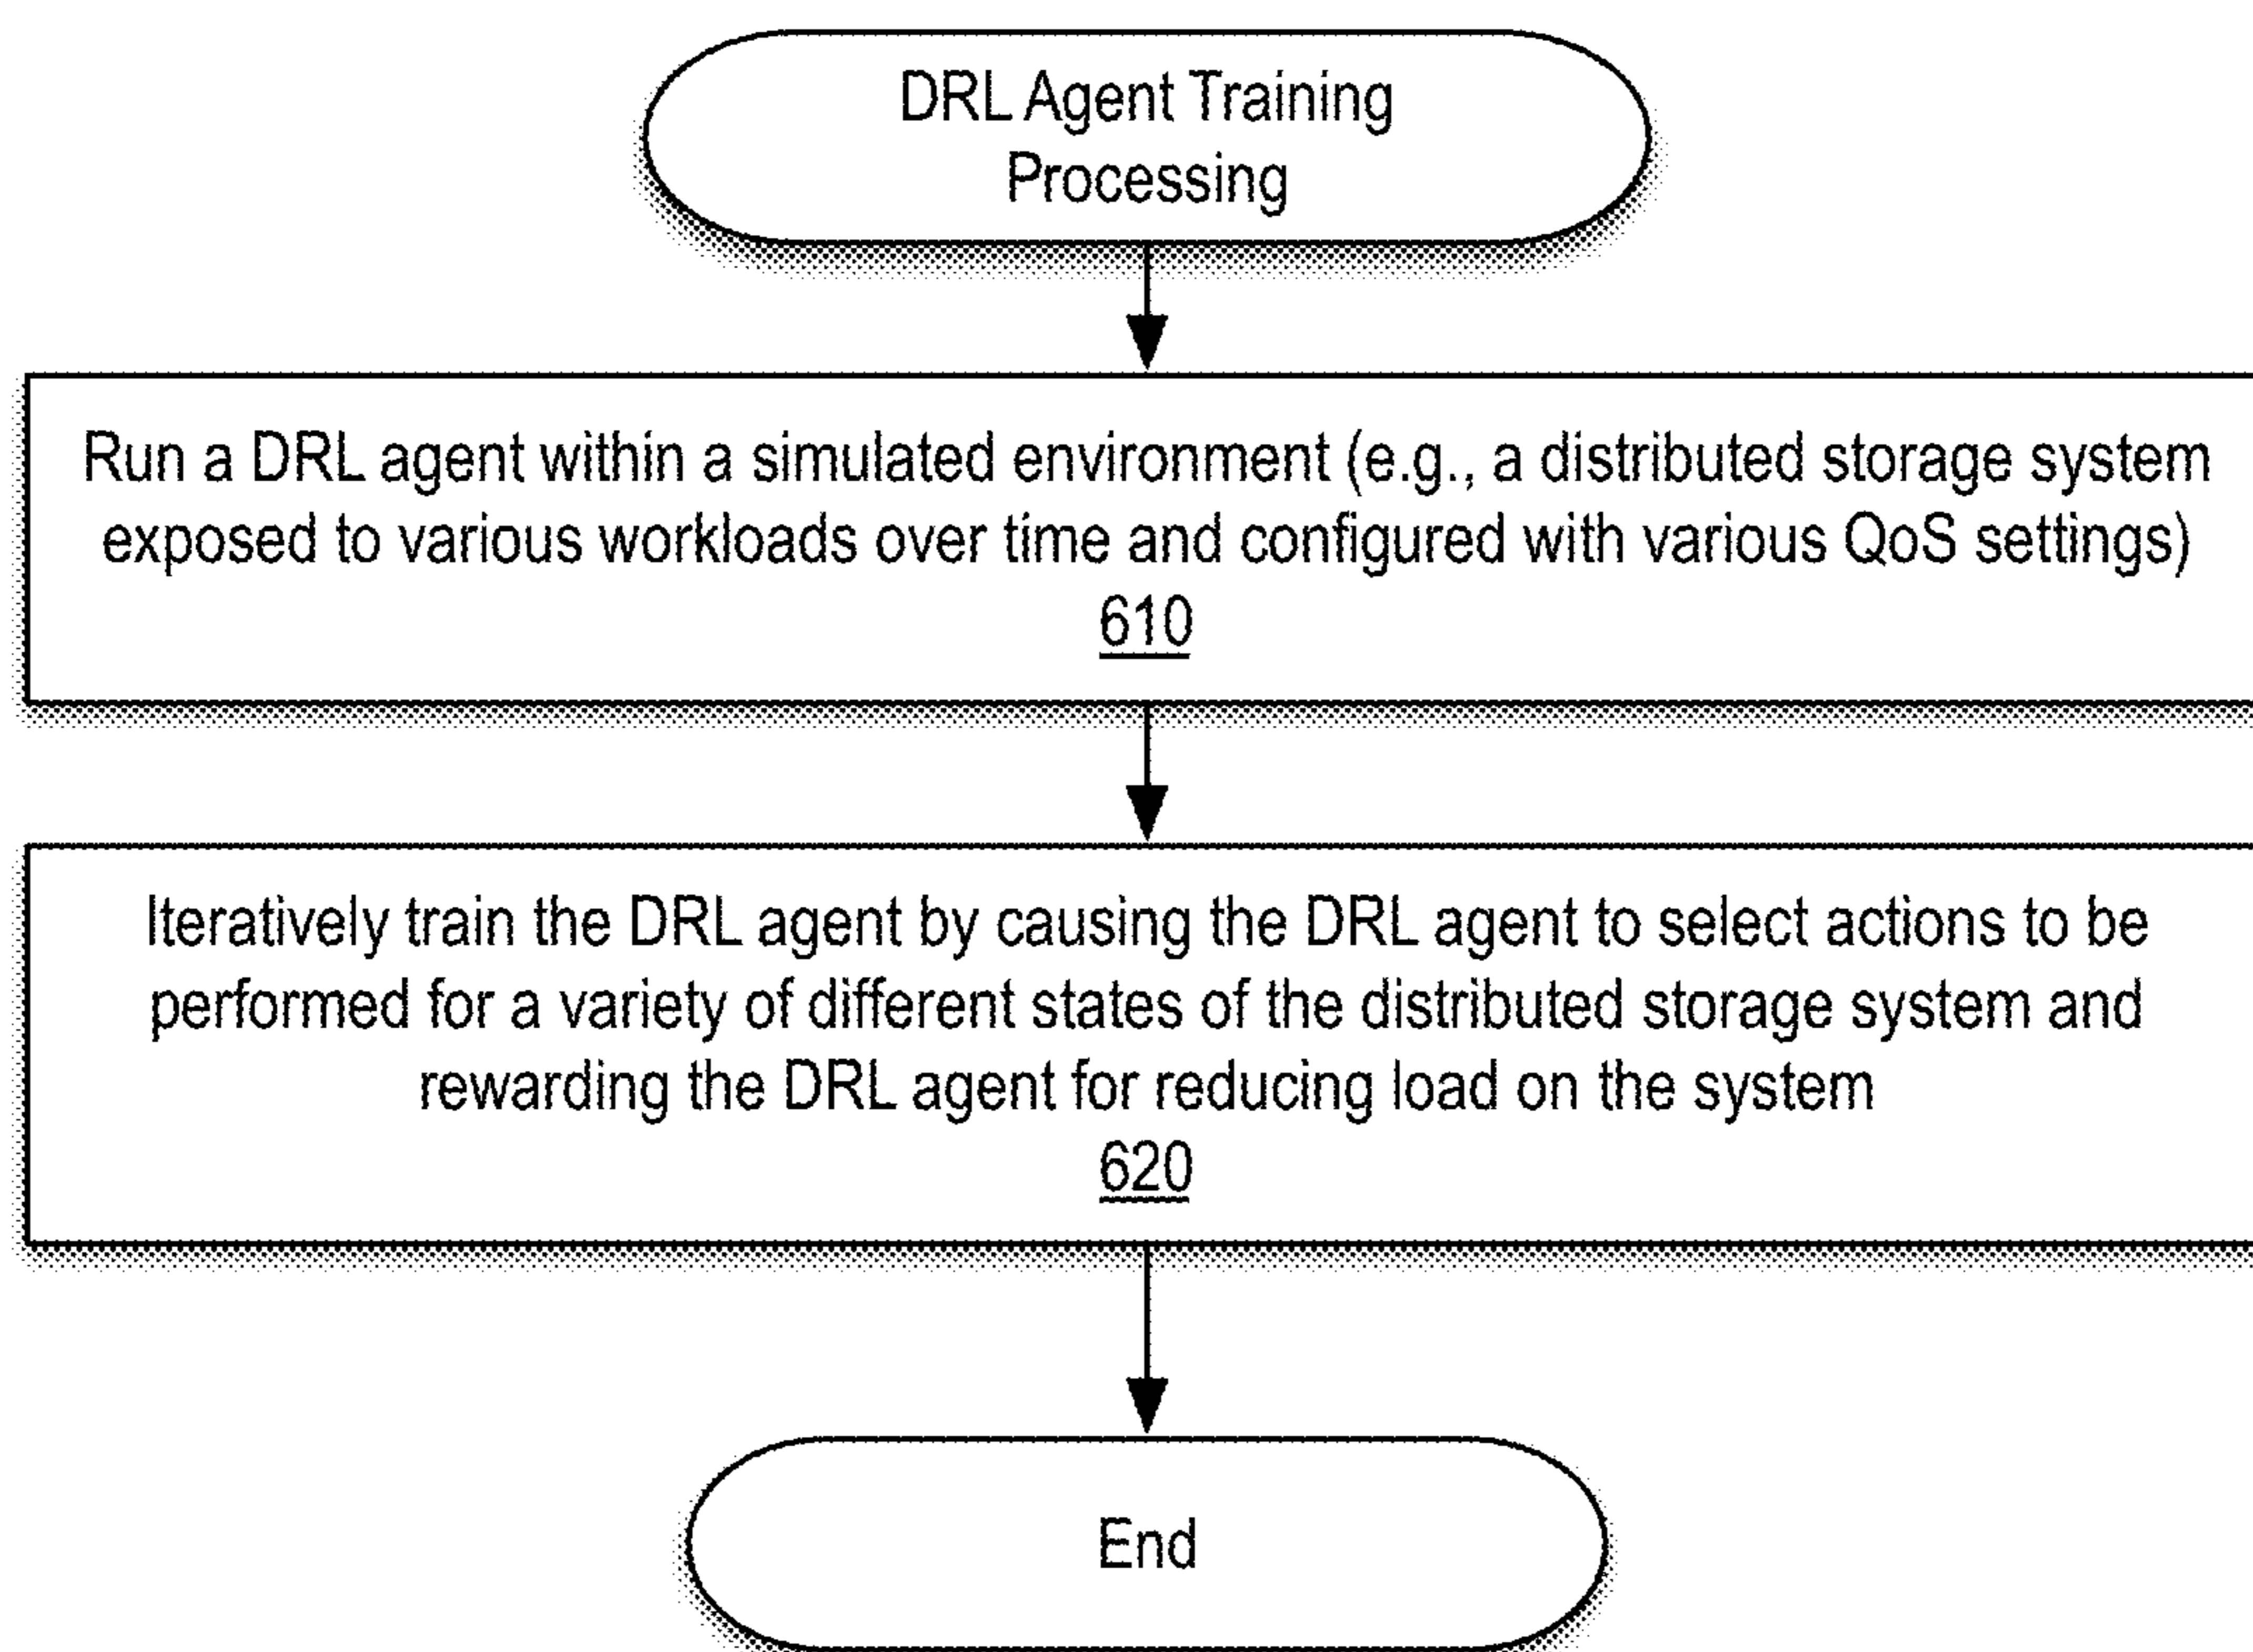 DRL Agent Training
Processing
Run a DRL agent within a simulated environment (e.g., a distributed storage system
exposed to various workloads over time and configured with various QoS settings)
610
Iteratively train the DRL agent by causing the DRL agent to select actions to be
performed for a variety of different states of the distributed storage system and
rewarding the DRL agent for reducing load on the system
620
End